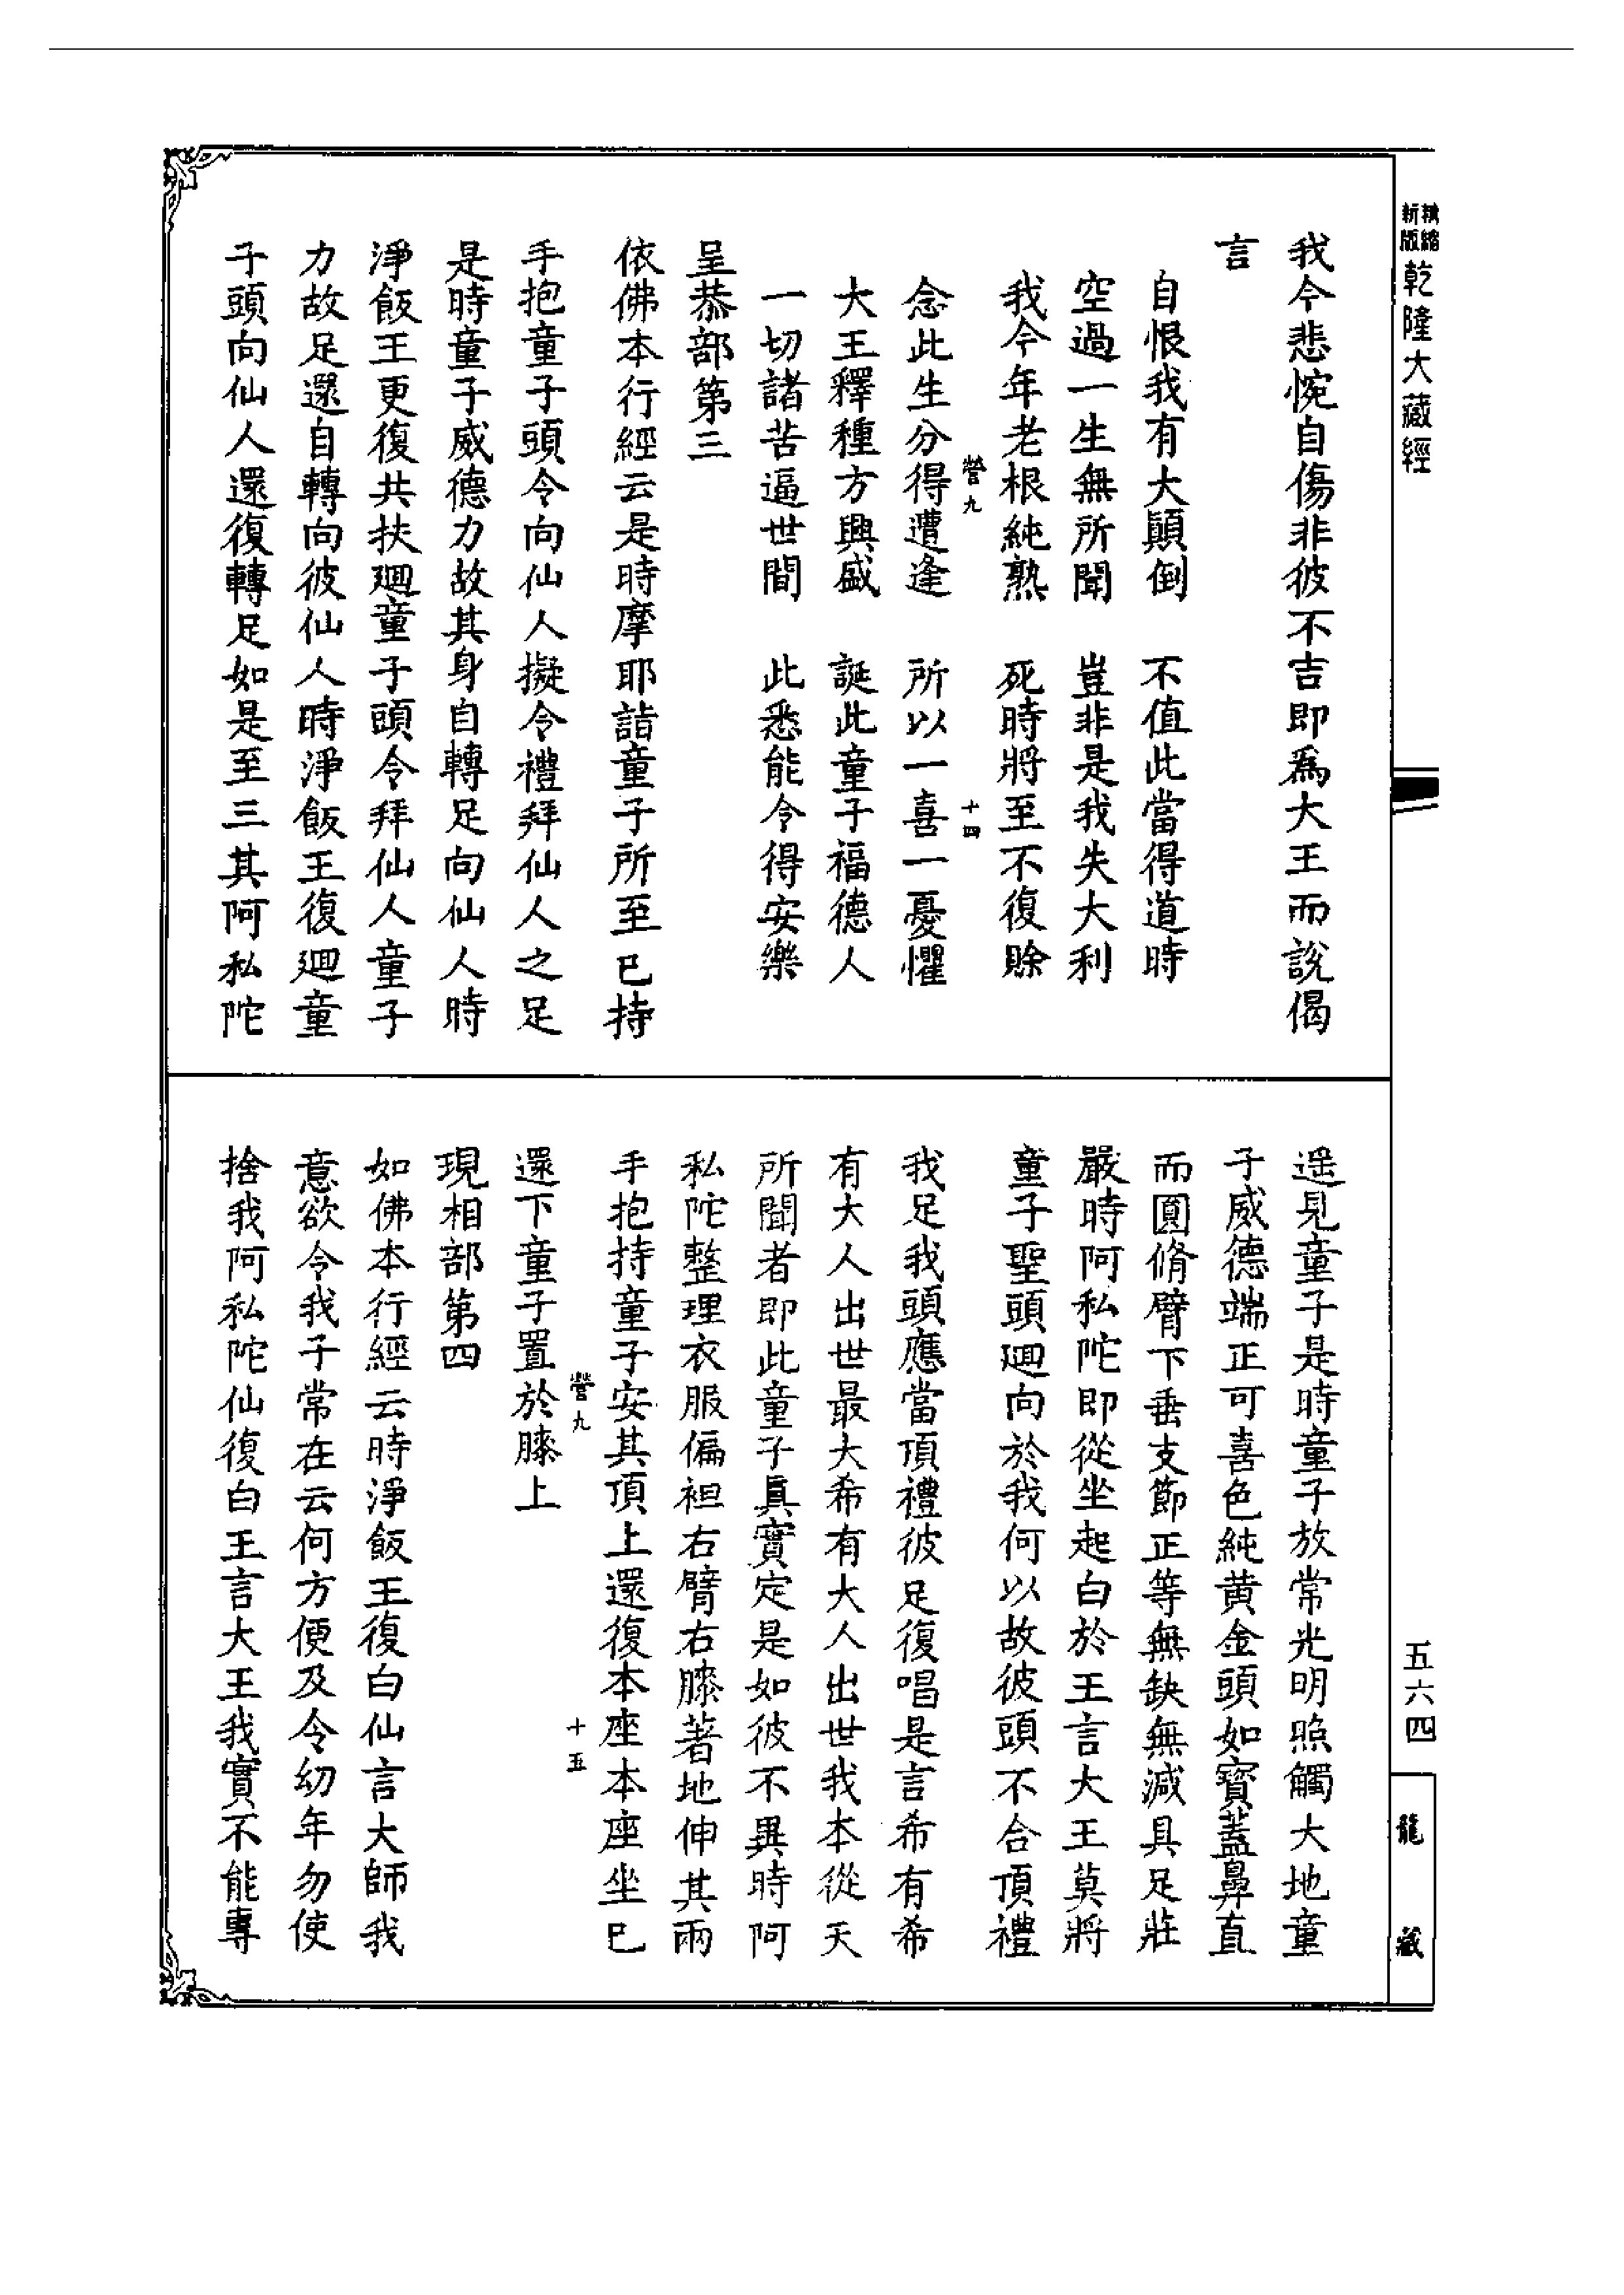 新版
精縮
乾隆大藏經
五六四
龍藏
我今悲惋自傷非彼不吉即爲大王而說偈
言
自恨我有大顚倒　不值此當得道時
空過一生無所聞　豈非是我失大利
我今年老根純熟　死時將至不復賒
營九　十四
念此生分得遭逢　所以一喜一憂懼
大王釋種方興盛　誕此童子福德人
一切諸苦逼世間　此悉能令得安樂
呈恭部第三
依佛本行經云是時摩耶詣童子所至已持
手抱童子頭令向仙人擬令禮拜仙人之足
是時童子威德力故其身自轉足向仙人時
淨飯王更復共扶迴童子頭令拜仙人童子
力故足還自轉向彼仙人時淨飯王復迴童
子頭向仙人還復轉足如是至三其阿私陀
遥見童子是時童子放常光明照觸大地童
子威德端正可喜色純黄金頭如寶葢鼻直
而圓脩臂下垂支節正等無缺無減具足莊
嚴時阿私陀即從坐起白於王言大王莫將
童子聖頭迴向於我何以故彼頭不合頂禮
我足我頭應當頂禮彼足復唱是言希有希
有大人出世最大希有大人出世我本從天
所聞者即此童子眞實定是如彼不異時阿
私陀整理衣服偏袒右臂右膝著地伸其兩
手抱持童子安其頂上還復本座本座坐已
營九　十五
還下童子置於膝上
現相部第四
如佛本行經云時淨飯王復白仙言大師我
意欲令我子常在云何方便及令幼年勿使
捨我阿私陀仙復白王言大王我實不能專